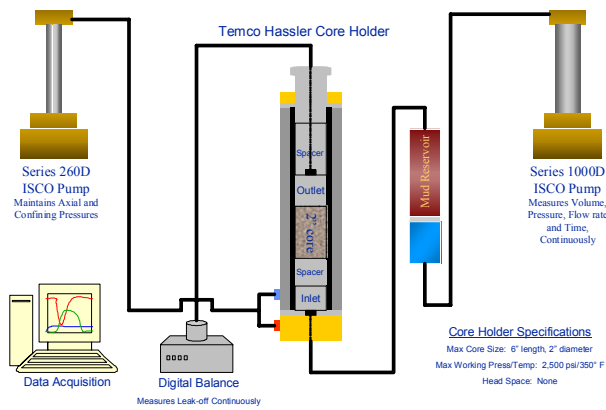 Temco Hassler Core Holder
Series 260D
ISCO Pump
Maintains Axial and
Confining Pressures
Spacer
Outlet
2" core
Spacer
Inlet
Mud Reservoir
Series 1000D
ISCO Pump
Measures Volume,
Pressure, Flow rate
and Time,
Continuously
Data Acquisition
Digital Balance
Measures Leak-off Continuously
Core Holder Specifications
Max Core Size: 6" length, 2" diameter
Max Working Press/Temp: 2,500 psi/350° F
Head Space: None